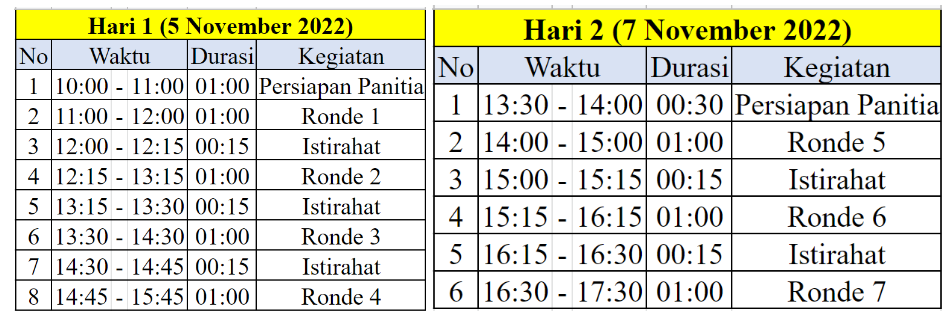 Hari 1 (5 November 2022)
No Waktu Durasi Kegiatan
1 10:00 - 11:00 01:00 Persiapan Panitia
2 11:00 - 12:00 01:00 Ronde 1
3 12:00 - 12:15 00:15 Istirahat
4 12:15 - 13:15 01:00 Ronde 2
5 13:15 - 13:30 00:15 Istirahat
6 13:30 - 14:30 01:00 Ronde 3
7 14:30 - 14:45 00:15 Istirahat
8 14:45 - 15:45 01:00 Ronde 4
Hari 2 (7 November 2022)
No Waktu Durasi Kegiatan
1 13:30 - 14:00 00:30 Persiapan Panitia
2 14:00 - 15:00 01:00 Ronde 5
3 15:00 - 15:15 00:15 Istirahat
4 15:15 - 16:15 01:00 Ronde 6
5 16:15 - 16:30 00:15 Istirahat
6 16:30 - 17:30 01:00 Ronde 7